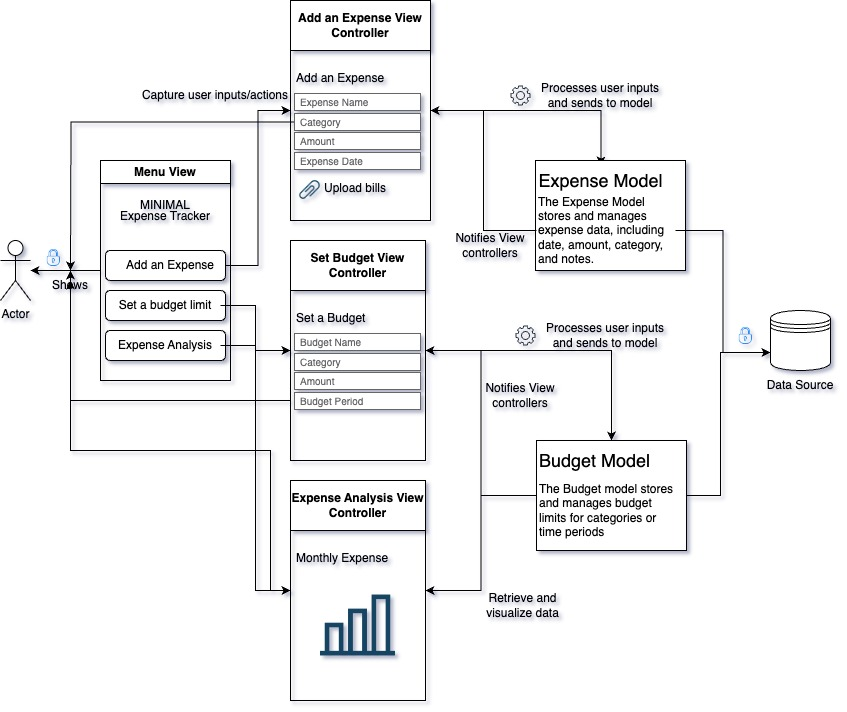 Add an Expense View
Controller
Add an Expense
Expense Name
Category
Amount
Expense Date
Upload bills
Capture user inputs/actions
Processes user inputs
and sends to model
Menu View
MINIMAL
Expense Tracker
Add an Expense
Set a budget limit
Expense Analysis
Actor
Shows
Expense Model
The Expense Model
stores and manages
expense data, including
date, amount, category,
and notes.
Notifies View
controllers
Set Budget View
Controller
Set a Budget
Budget Name
Category
Amount
Budget Period
Processes user inputs
and sends to model
Notifies View
controllers
Data Source
Budget Model
The Budget model stores
and manages budget
limits for categories or
time periods
Expense Analysis View
Controller
Monthly Expense
Retrieve and
visualize data